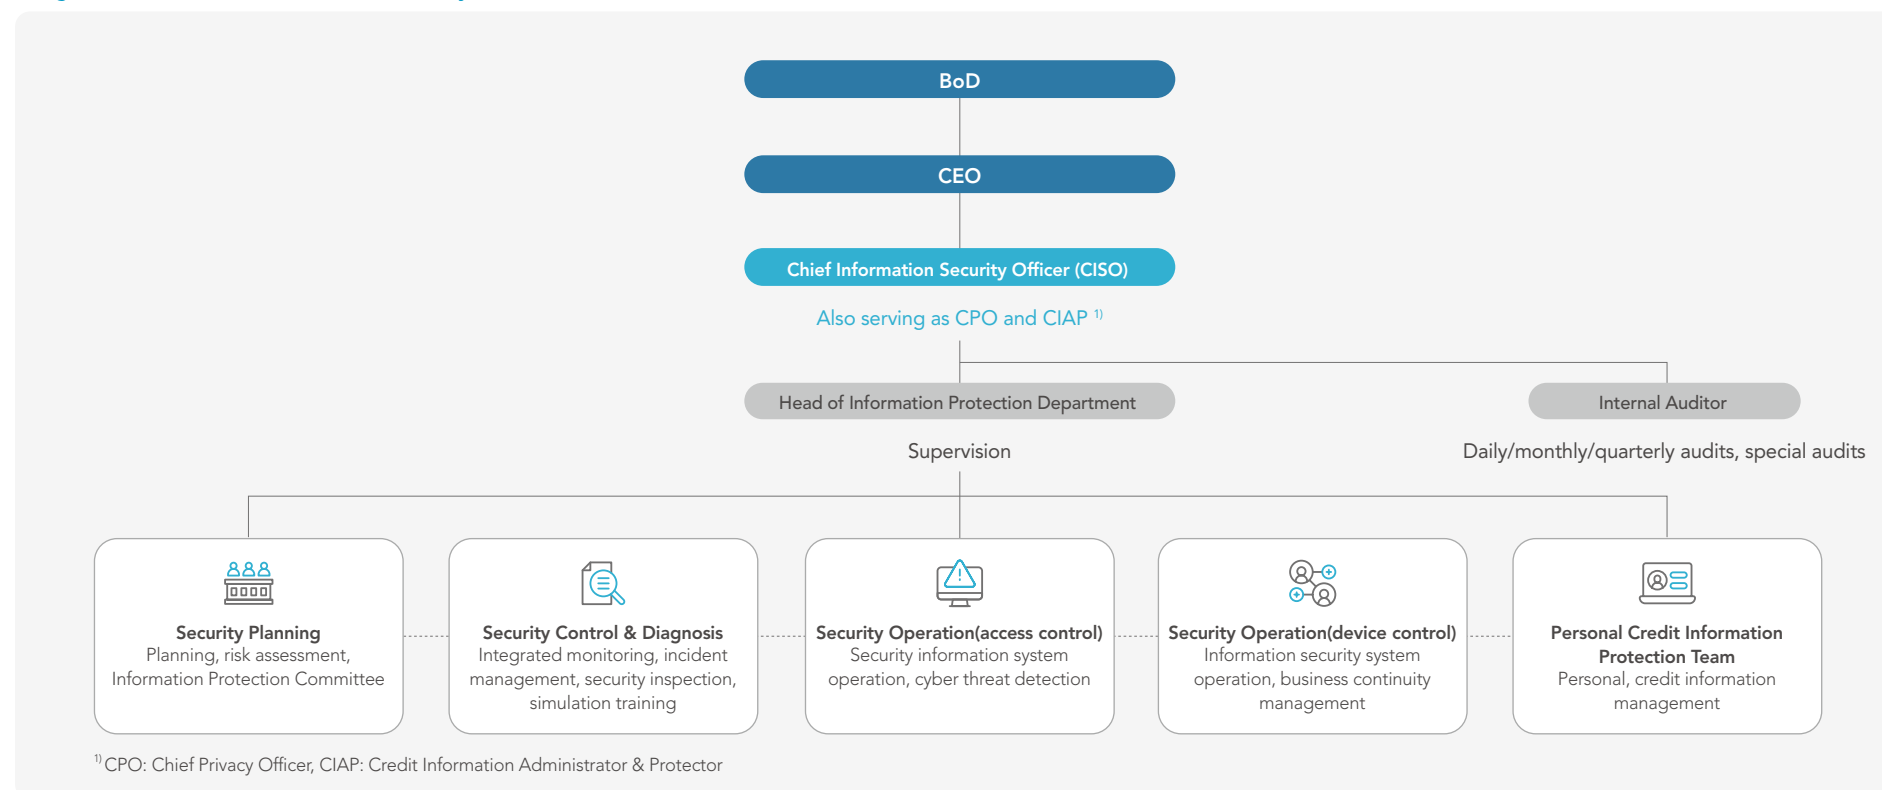 BoD
CEO
Chief Information Security Officer (CISO)
Also serving as CPO and CIAP 1)
Head of Information Protection Department
Internal Auditor
Supervision
Daily/monthly/quarterly audits, special audits
Security Planning
Planning, risk assessment,
Information Protection Committee
Security Control & Diagnosis
Integrated monitoring, incident
management, security inspection,
simulation training
Security Operation(access control)
Security information system
operation, cyber threat detection
Security Operation(device control)
Information security system
operation, business continuity
management
Personal Credit Information
Protection Team
Personal, credit information
management
1) CPO: Chief Privacy Officer, CIAP: Credit Information Administrator & Protector